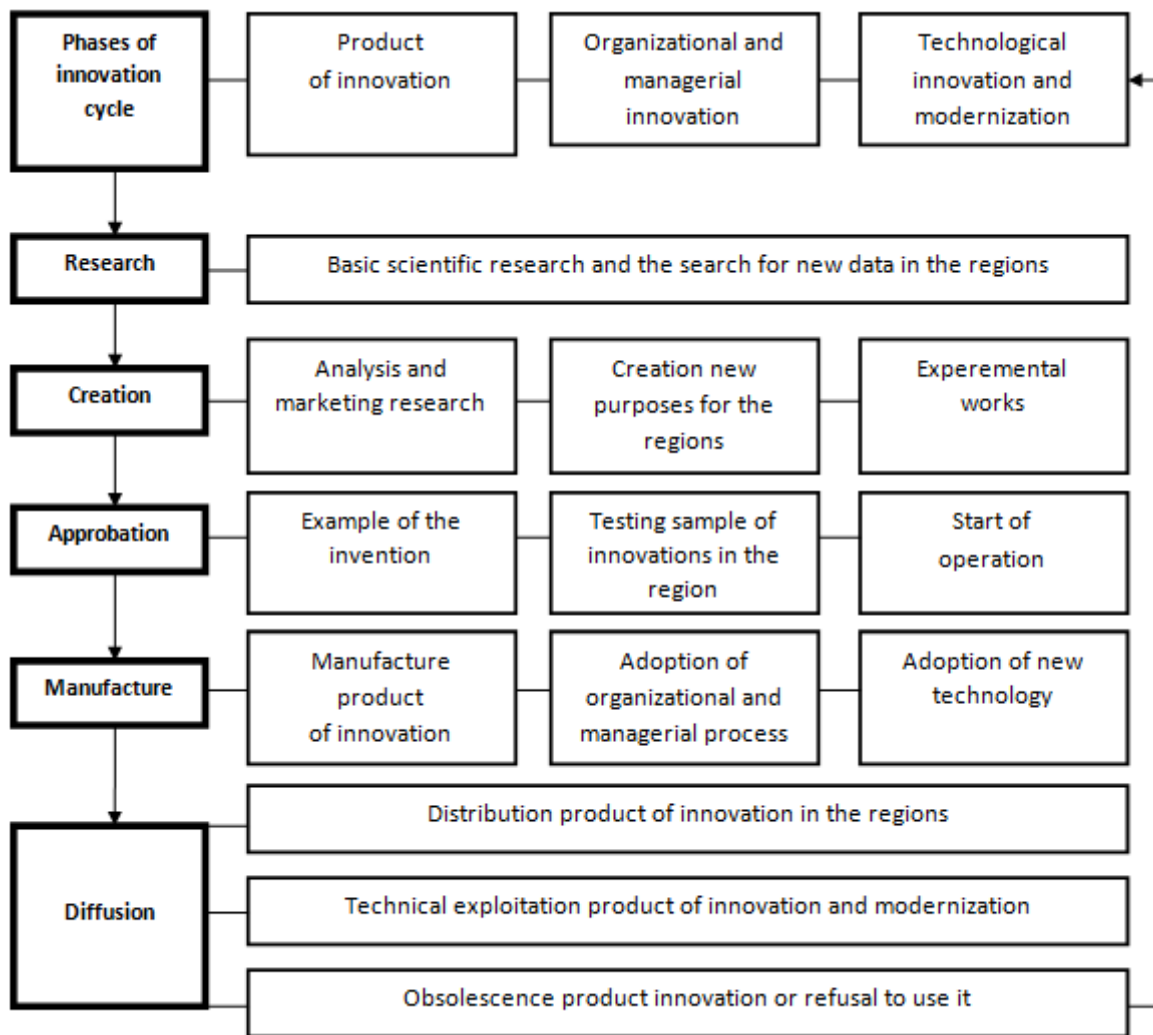 Phases of
innovation
cycle
Product
of innovation
Organizational and
managerial
innovation
Technological
innovation and
modernization
Research
Basic scientific research and the search for new data in the regions
Creation
Analysis and
marketing research
Creation new
purposes for the
regions
Experemental
works
Approbation
Example of the
invention
Testing sample of
innovations in the
region
Start of
operation
Manufacture
Manufacture
product
of innovation
Adoption of
organizational and
managerial process
Adoption of new
technology
Diffusion
Distribution product of innovation in the regions
Technical exploitation product of innovation and modernization
Obsolescence product innovation or refusal to use it